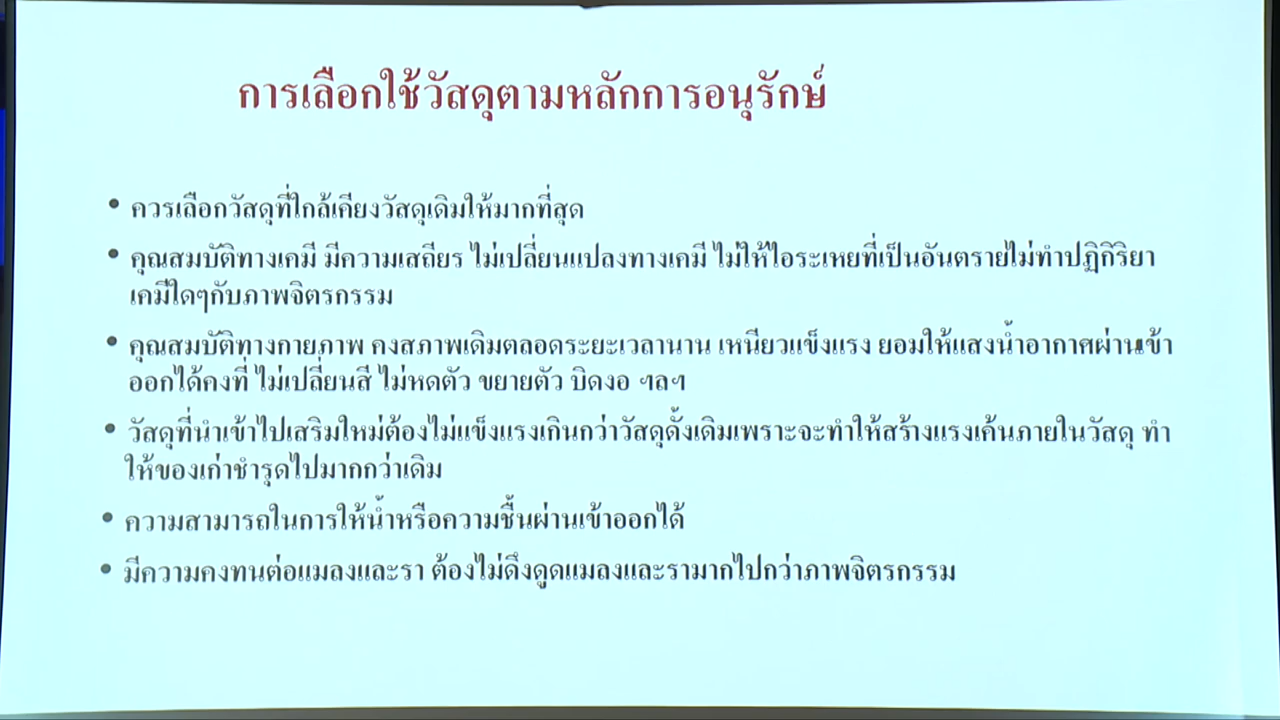 การเลือกใช้วัสดุตามหลักการอนุรักษ์
• ควรเลือกวัสดุที่ใกล้เคียงวัสดุเดิมให้มากที่สุด
• คุณสมบัติทางเคมี มีความเสถียร ไม่เปลี่ยนแปลงทางเคมี ไม่ให้ไอระเหยที่เป็นอันตรายไม่ทำปฏิกิริยา
เคมีใดๆกับภาพจิตรกรรม
• คุณสมบัติทางกายภาพ คงสภาพเดิมตลอดระยะเวลานาน เหนียวแข็งแรง ยอมให้แสงน้ำอากาศผ่านเข้า
ออกได้คงที่ ไม่เปลี่ยนสี ไม่หดตัว ขยายตัว บิดงอ ฯลฯ
• วัสดุที่นำเข้าไปเสริมใหม่ต้องไม่แข็งแรงเกินกว่าวัสดุดั้งเดิมเพราะจะทำให้สร้างแรงเค้นภายในวัสดุ ทำ
ให้ของเก่าชำรุดไปมากกว่าเดิม
• ความสามารถในการให้น้ำหรือความชื้นผ่านเข้าออกได้
• มีความคงทนต่อแมลงและรา ต้องไม่ดึงดูดแมลงและรามากไปกว่าภาพจิตรกรรม